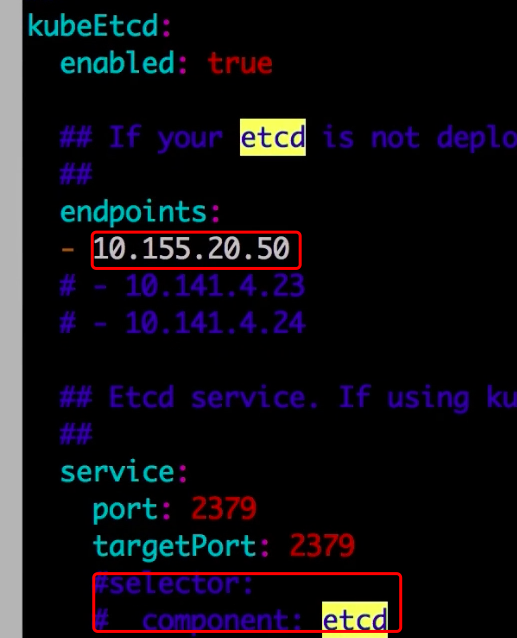 kubeEtcd:
  enabled: true
  ## If your etcd is not deplo
  ##
  endpoints:
  - 10.155.20.50
  # - 10.141.4.23
  # - 10.141.4.24
  ## Etcd service. If using ku
  ##
  service:
    port: 2379
    targetPort: 2379
    #selector:
    #  component: etcd